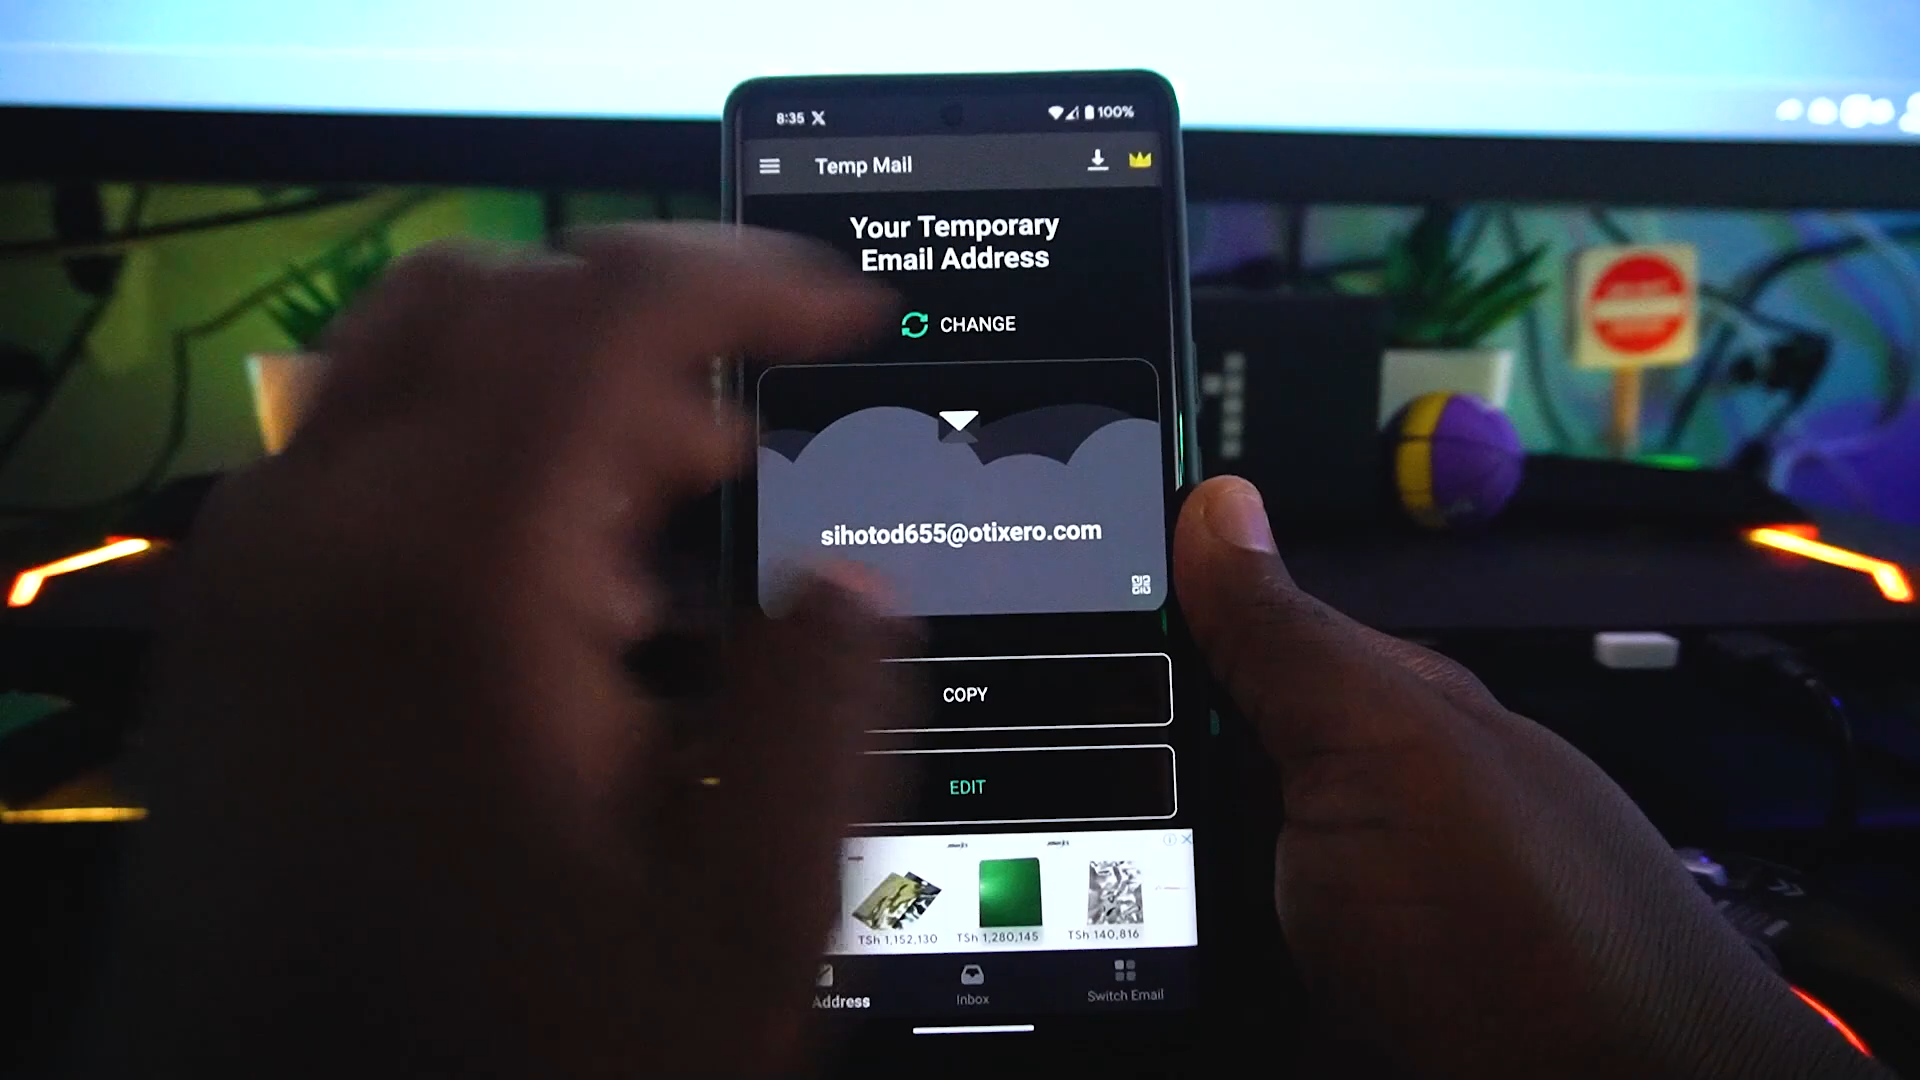 8:35
100%
Temp Mail
Your Temporary
Email Address
CHANGE
sihotod655@otixero.com
COPY
EDIT
TSh 1,152,130
TSh 1,280,145
TSh 140,816
Address
Inbox
Switch Email